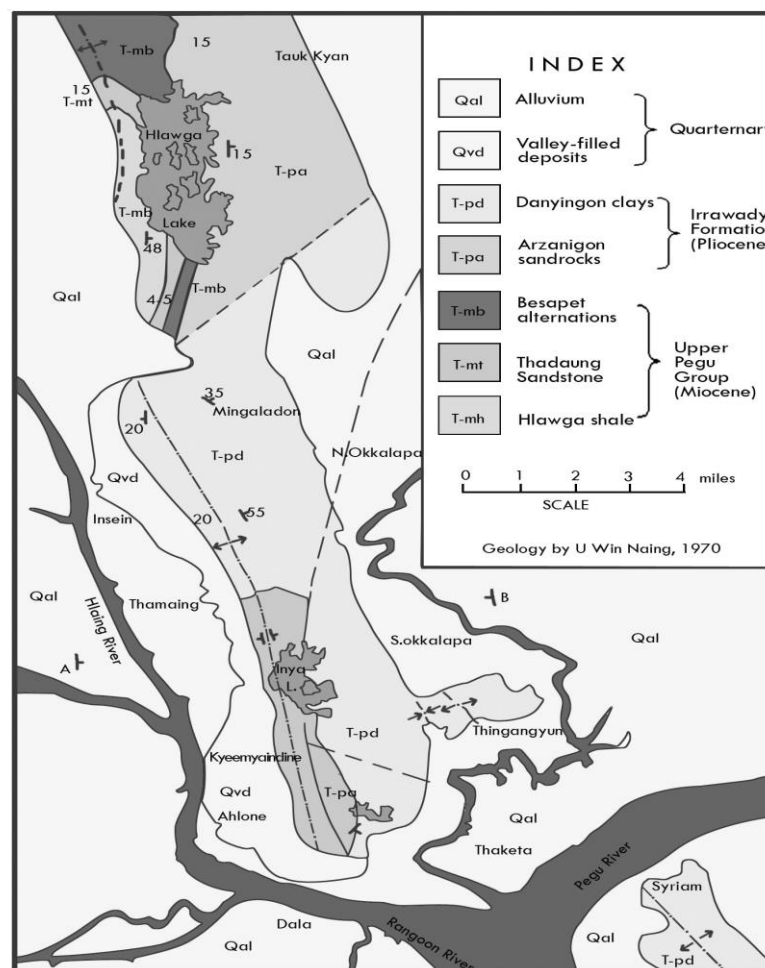 T-mb
15
Tauk Kyan
15
T-mt
Hlawga
15
T-pa
T-mb
Lake
48
T-mb
4-5
Qal
Qal
35
Mingaladon
20
T-pd
N.Okkalapa
Qvd
Insein
20
55
Qal
Thamaing
Hlaing River
B
S.okkalapa
Qal
A
Inya
L.
T-pd
Thingangyun
Kyeemyaindine
Qvd
T-pa
Ahlone
Qal
Thaketa
Pegu River
Syriam
Dala
Rangoon River
Qal
Qal
T-pd
INDEX
Qal Alluvium
Quarternar
Qvd Valley-filled
deposits
T-pd Danyingon clays
Irrawady
Formation
(Pliocene
T-pa Arzanigon
sandrocks
T-mb Besapet
alternations
Upper
Pegu
Group
(Miocene)
T-mt Thadaung
Sandstone
T-mh Hlawga shale
0 1 2 3 4 miles
SCALE
Geology by U Win Naing, 1970